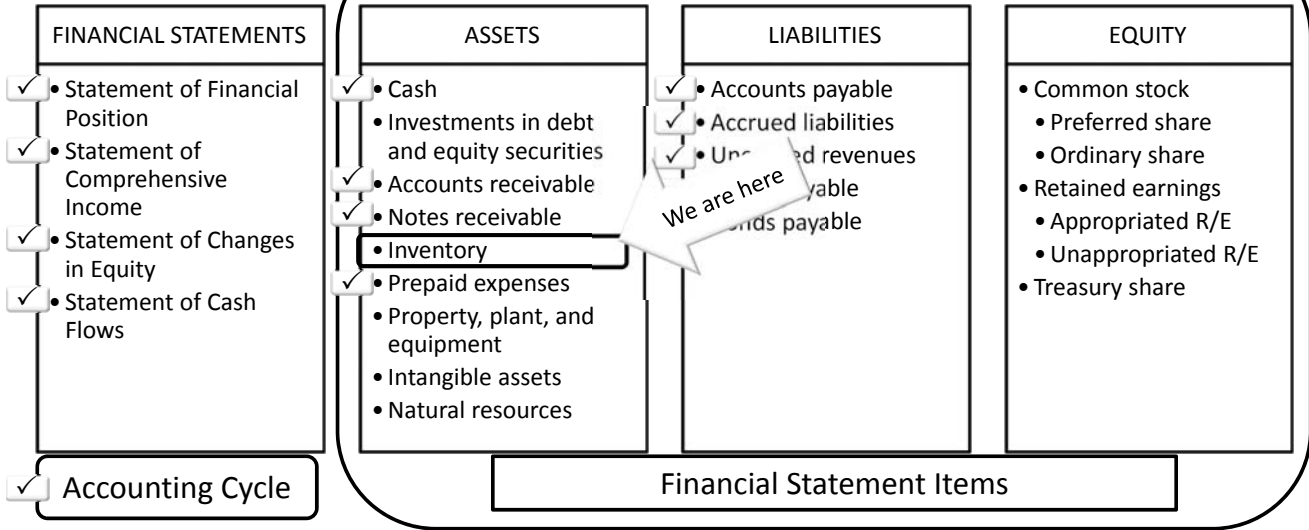 FINANCIAL STATEMENTS
✓ • Statement of Financial
Position
✓ • Statement of
Comprehensive
Income
✓ • Statement of Changes
in Equity
✓ • Statement of Cash
Flows
✓ Accounting Cycle
ASSETS
✓ • Cash
• Investments in debt
and equity securities
✓ • Accounts receivable
✓ • Notes receivable
• Inventory
✓ • Prepaid expenses
• Property, plant, and
equipment
• Intangible assets
• Natural resources
LIABILITIES
✓ • Accounts payable
✓ • Accrued liabilities
✓ • revenues
payable
We are here
EQUITY
• Common stock
• Preferred share
• Ordinary share
• Retained earnings
• Appropriated R/E
• Unappropriated R/E
• Treasury share
Financial Statement Items